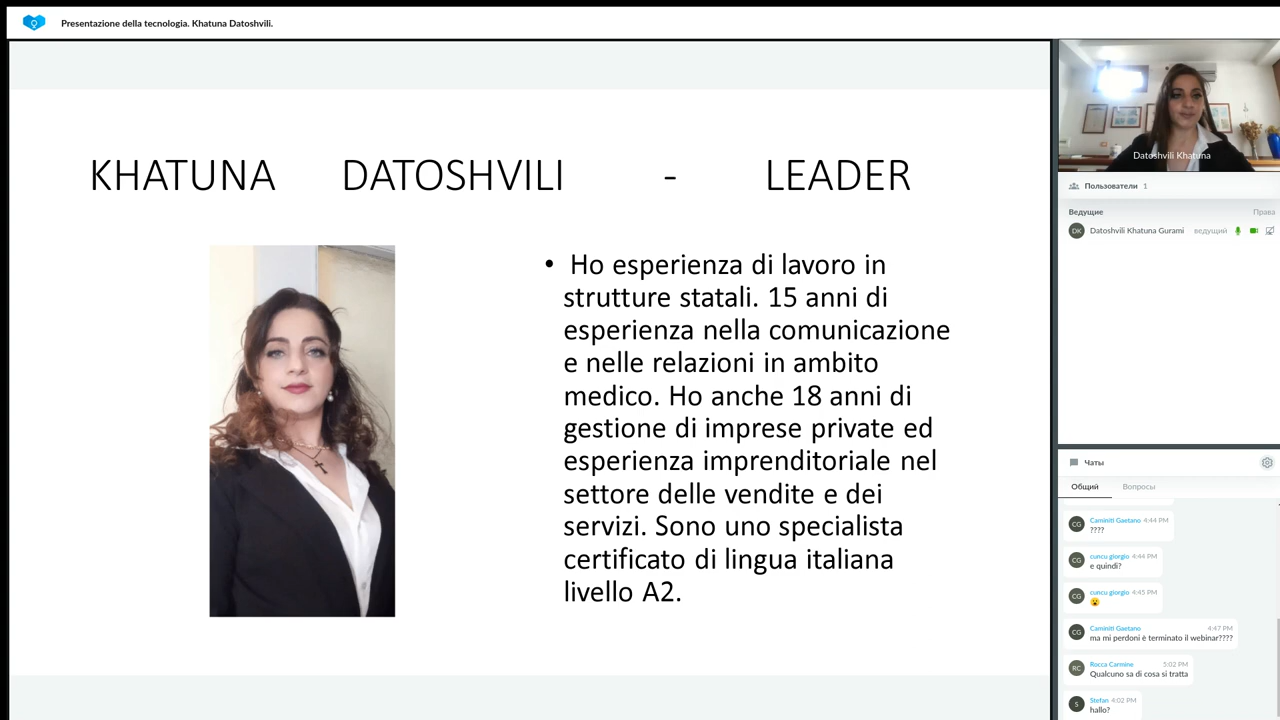 Presentazione della tecnologia. Khatuna Datoshvili.
KHATUNA DATOSHVILI - LEADER
• Ho esperienza di lavoro in
strutture statali. 15 anni di
esperienza nella comunicazione
e nelle relazioni in ambito
medico. Ho anche 18 anni di
gestione di imprese private ed
esperienza imprenditoriale nel
settore delle vendite e dei
servizi. Sono uno specialista
certificato di lingua italiana
livello A2.
Datoshvili Khatuna
Пользователи 1
Ведущие Права
DK Datoshvili Khatuna Gurami ведущий
Чаты
Общий Вопросы
CG Caminiti Gaetano 4:44 PM
????
CG cuncu giorgio 4:44 PM
e quindi?
CG cuncu giorgio 4:45 PM
😮
CG Caminiti Gaetano 4:47 PM
ma mi perdoni è terminato il webinar????
RC Rocca Carmine 5:02 PM
Qualcuno sa di cosa si tratta
S Stefan 4:02 PM
hallo?